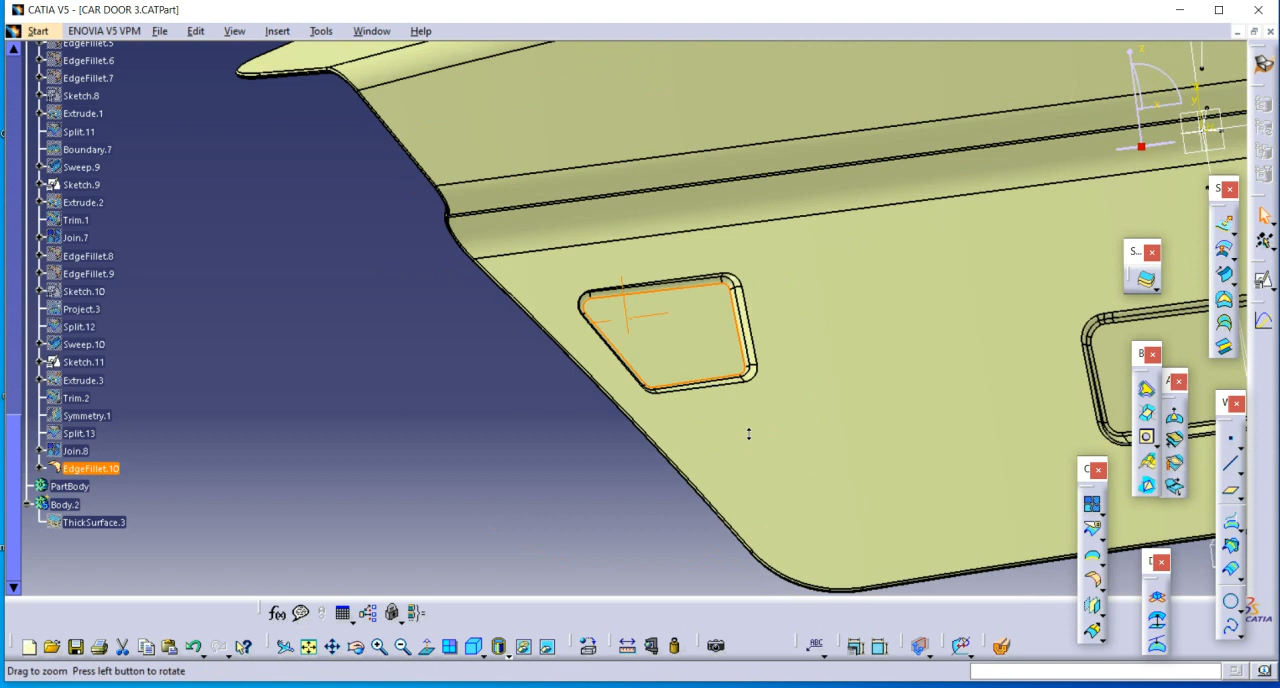 CATIA V5 - [CAR DOOR 3.CATPart]
Start ENOVIA V5 VPM File Edit View Insert Tools Window Help
EdgeFillet.5
EdgeFillet.6
EdgeFillet.7
Sketch.8
Extrude.1
Split.11
Boundary.7
Sweep.9
Sketch.9
Extrude.2
Trim.1
Join.7
EdgeFillet.8
EdgeFillet.9
Sketch.10
Project.3
Split.12
Sweep.10
Sketch.11
Extrude.3
Trim.2
Symmetry.1
Split.13
Join.8
EdgeFillet.10
PartBody
Body.2
ThickSurface.3
z
x
y
S...
S...
B
A
V
C
D
f(x)
ABC
CATIA
Drag to zoom Press left button to rotate